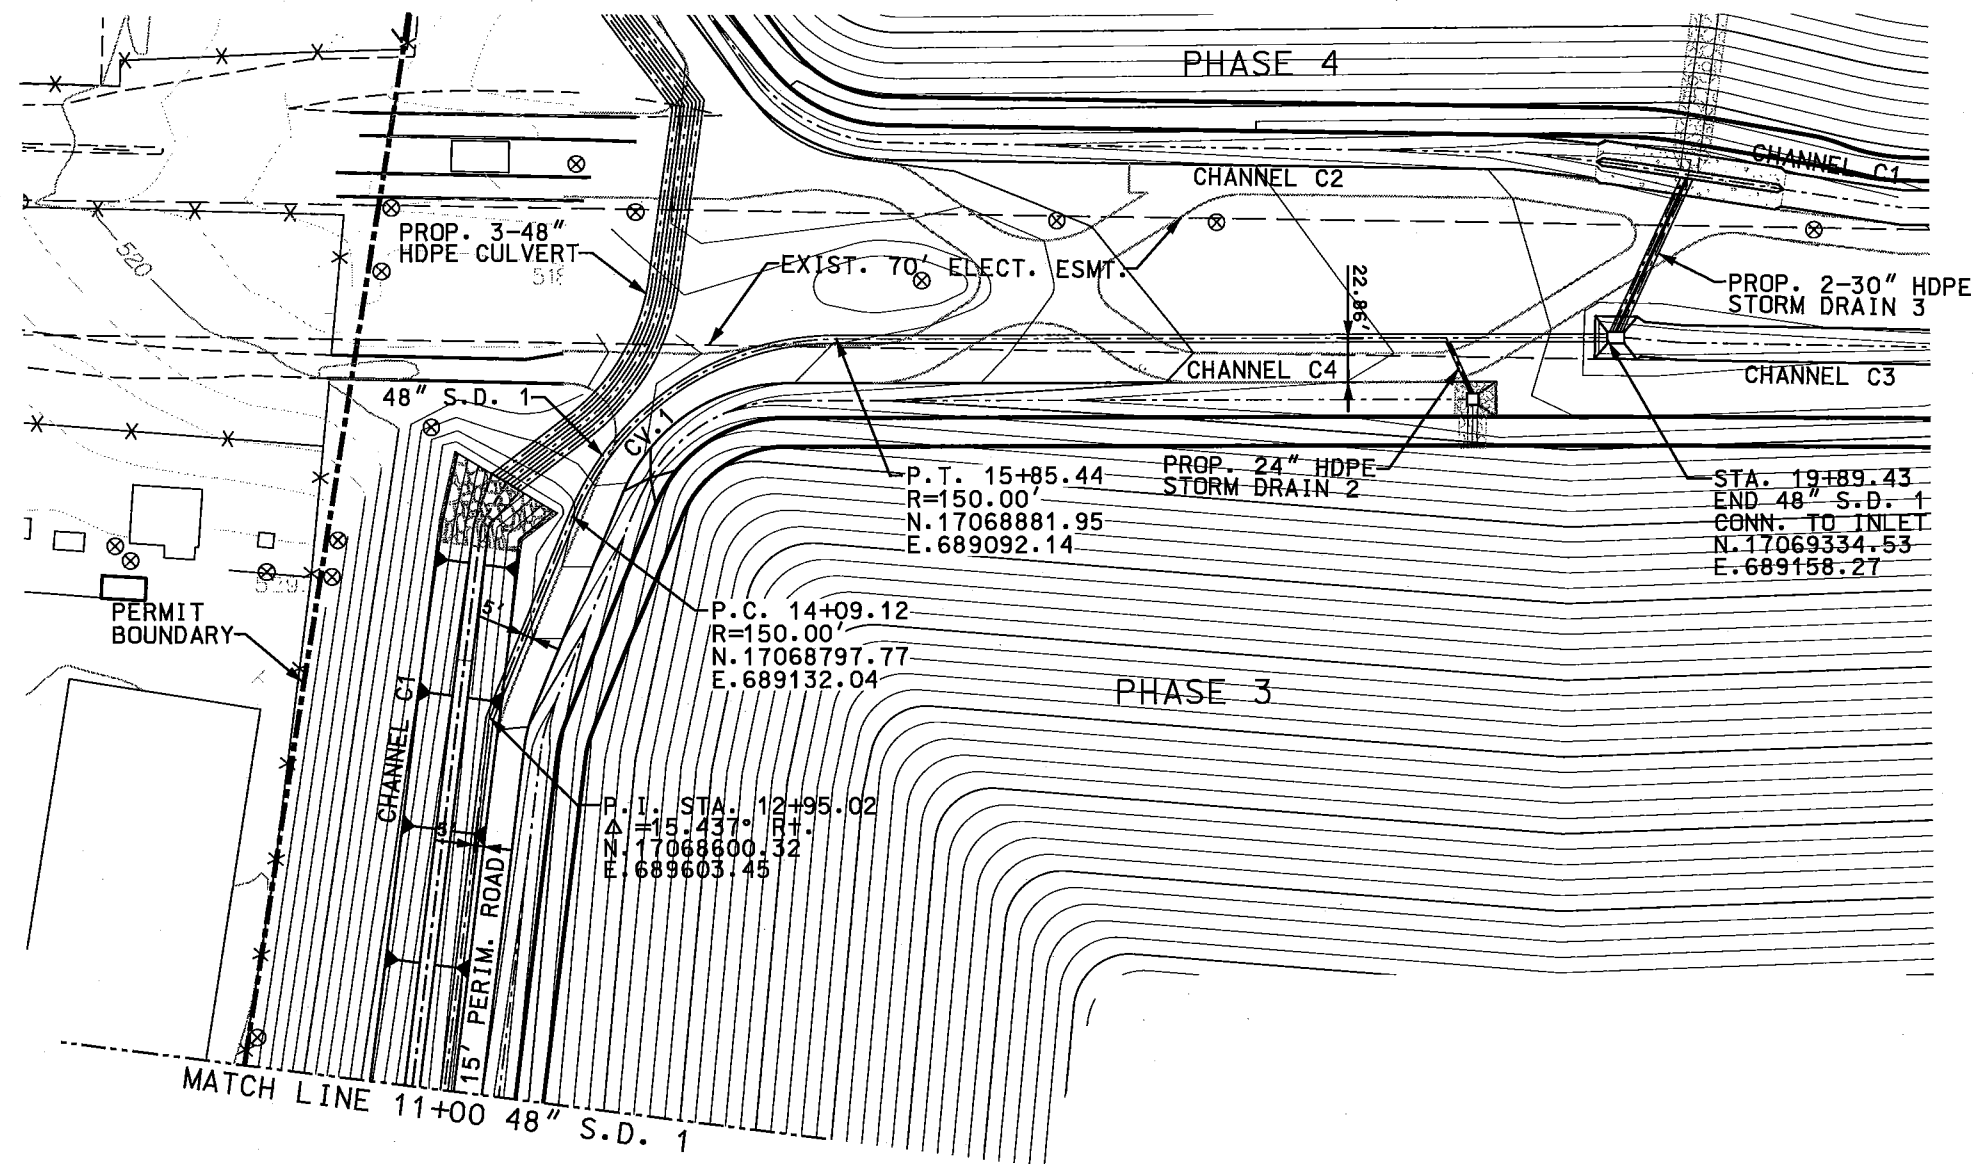 PHASE 4
CHANNEL C1
CHANNEL C2
PROP. 3-48"
HDPE CULVERT
520
EXIST. 70' ELECT. ESMT.
22.86'
PROP. 2-30" HDPE
STORM DRAIN 3
CHANNEL C4
CHANNEL C3
48" S.D. 1
CV.1
P.T. 15+85.44
R=150.00'
N.17068881.95
E.689092.14
PROP. 24" HDPE
STORM DRAIN 2
STA. 19+89.43
END 48" S.D. 1
CONN. TO INLET
N.17069334.53
E.689158.27
PERMIT
BOUNDARY
5'
P.C. 14+09.12
R=150.00'
N.17068797.77
E.689132.04
PHASE 3
CHANNEL C1
P.I. STA. 12+95.02
Δ =15.437° RT.
N.17068600.32
E.689603.45
5'
15' PERIM. ROAD
MATCH LINE 11+00 48" S.D. 1